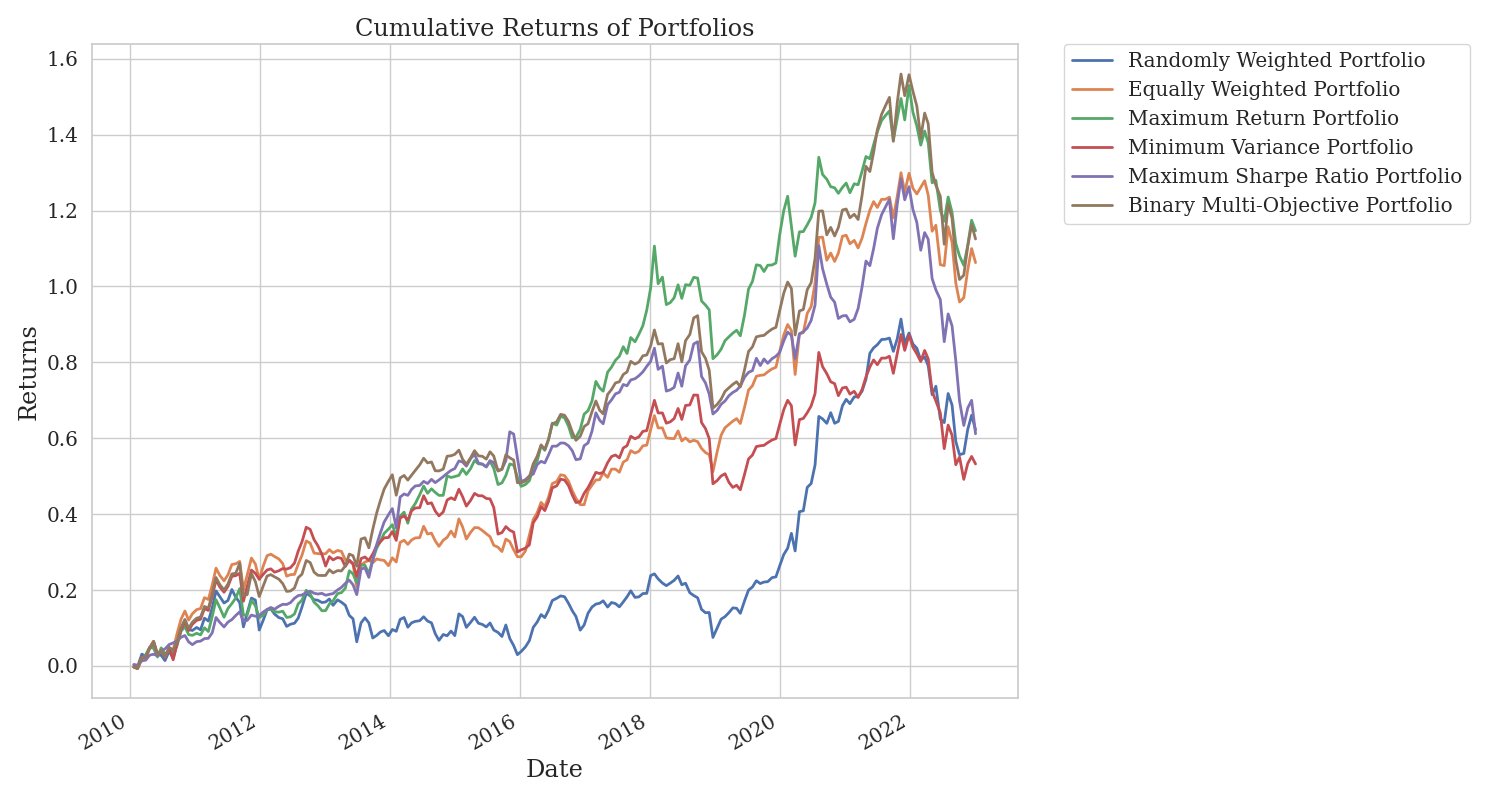 Cumulative Returns of Portfolios
Returns
1.6
1.4
1.2
1.0
0.8
0.6
0.4
0.2
0.0
2010
2012
2014
2016
2018
2020
2022
Date
Randomly Weighted Portfolio
Equally Weighted Portfolio
Maximum Return Portfolio
Minimum Variance Portfolio
Maximum Sharpe Ratio Portfolio
Binary Multi-Objective Portfolio